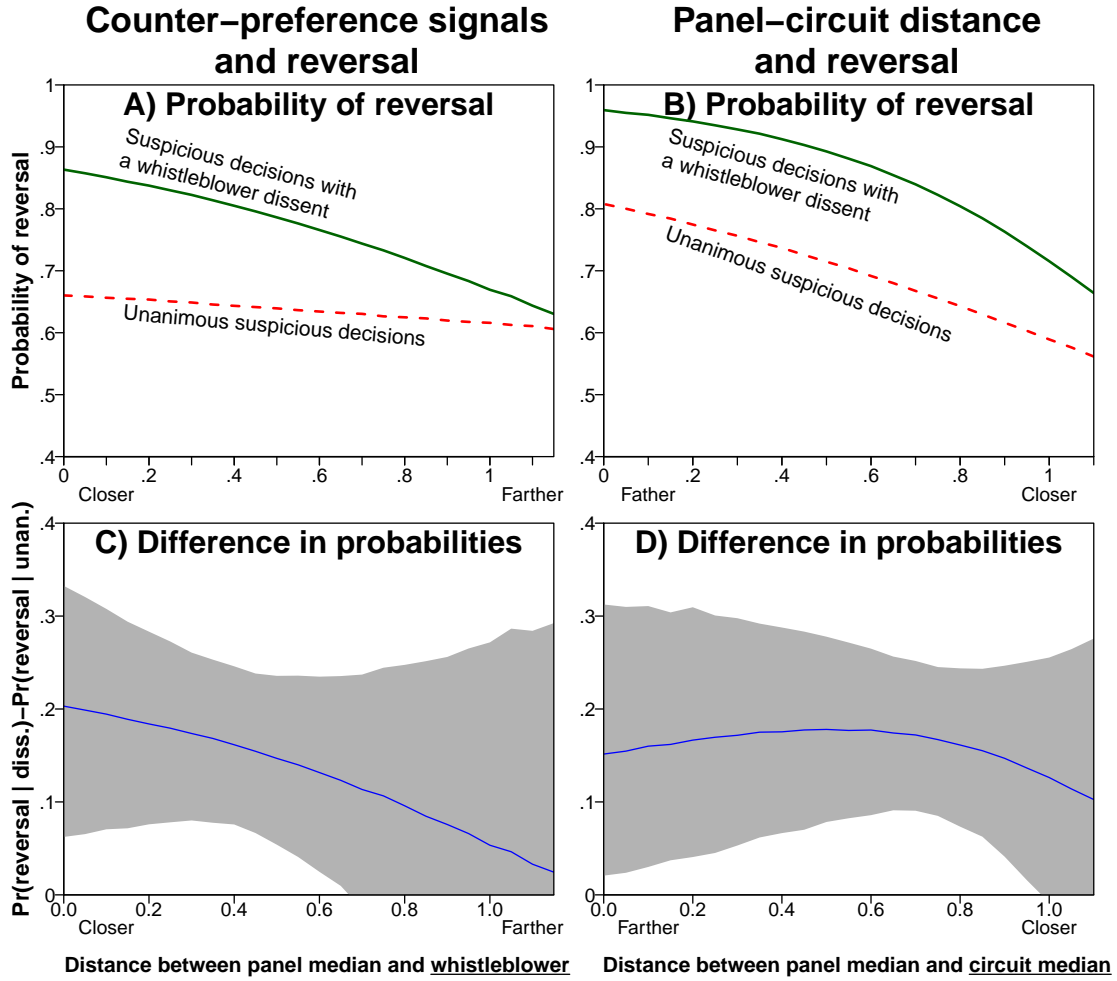 Counter−preference signals
and reversal
Panel−circuit distance
and reversal
A) Probability of reversal
Probability of reversal
1
.9
.8
.7
.6
.5
.4
Suspicious decisions with
a whistleblower dissent
Unanimous suspicious decisions
0
.2
.4
.6
.8
1
Closer
Farther
B) Probability of reversal
1
.9
.8
.7
.6
.5
.4
Suspicious decisions with
a whistleblower dissent
Unanimous suspicious decisions
0
.2
.4
.6
.8
1
Father
Closer
C) Difference in probabilities
Pr(reversal | diss.)−Pr(reversal | unan.)
.4
.3
.2
.1
0
0.0
0.2
0.4
0.6
0.8
1.0
Closer
Farther
Distance between panel median and whistleblower
D) Difference in probabilities
.4
.3
.2
.1
0
0.0
0.2
0.4
0.6
0.8
1.0
Farther
Closer
Distance between panel median and circuit median